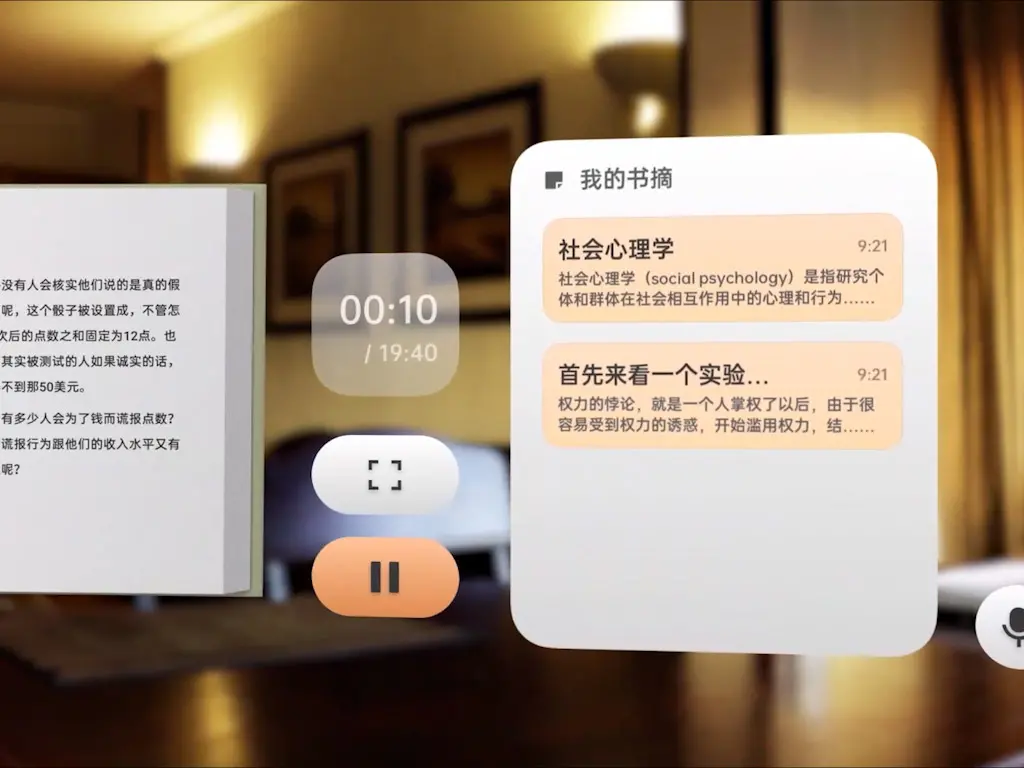 没有人会核实他们说的是真的假
呢，这个骰子被设置成，不管怎
次后的点数之和固定为12点。也
其实被测试的人如果诚实的话，
不到那50美元。
有多少人会为了钱而谎报点数？
谎报行为跟他们的收入水平又有
呢？
00:10
/ 19:40
我的书摘
社会心理学
9:21
社会心理学（social psychology）是指研究个
体和群体在社会相互作用中的心理和行为……
首先来看一个实验...
9:21
权力的悖论，就是一个人掌权了以后，由于很
容易受到权力的诱惑，开始滥用权力，结……